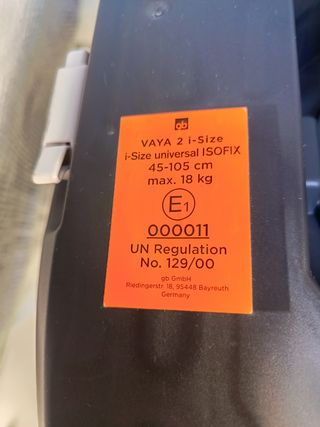 gb
VAYA 2 i-Size
i-Size universal ISOFIX
45-105 cm
max. 18 kg
E1
000011
UN Regulation
No. 129/00
gb GmbH
Riedingerstr. 18, 95448 Bayreuth
Germany